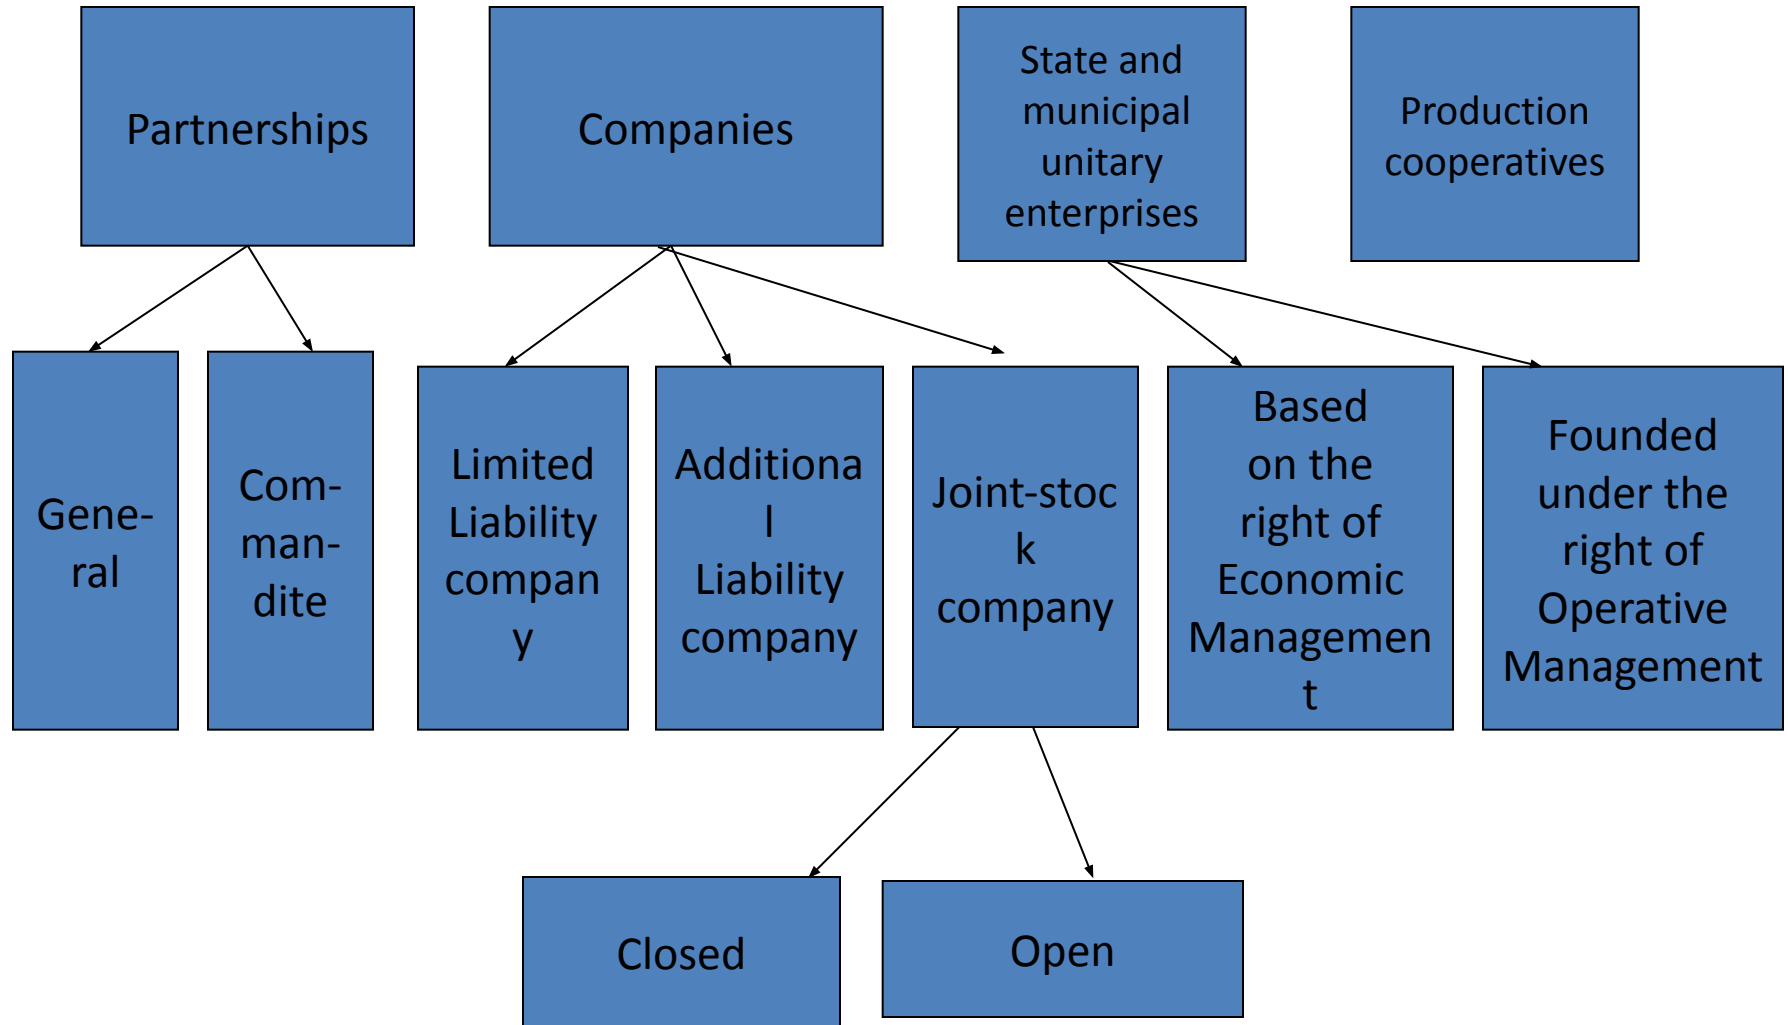 Partnerships
Companies
State and
municipal
unitary
enterprises
Production
cooperatives
Gene-
ral
Com-
man-
dite
Limited
Liability
compan
y
Additiona
l
Liability
company
Joint-stoc
k
company
Based
on the
right of
Economic
Managemen
t
Founded
under the
right of
Operative
Management
Closed
Open